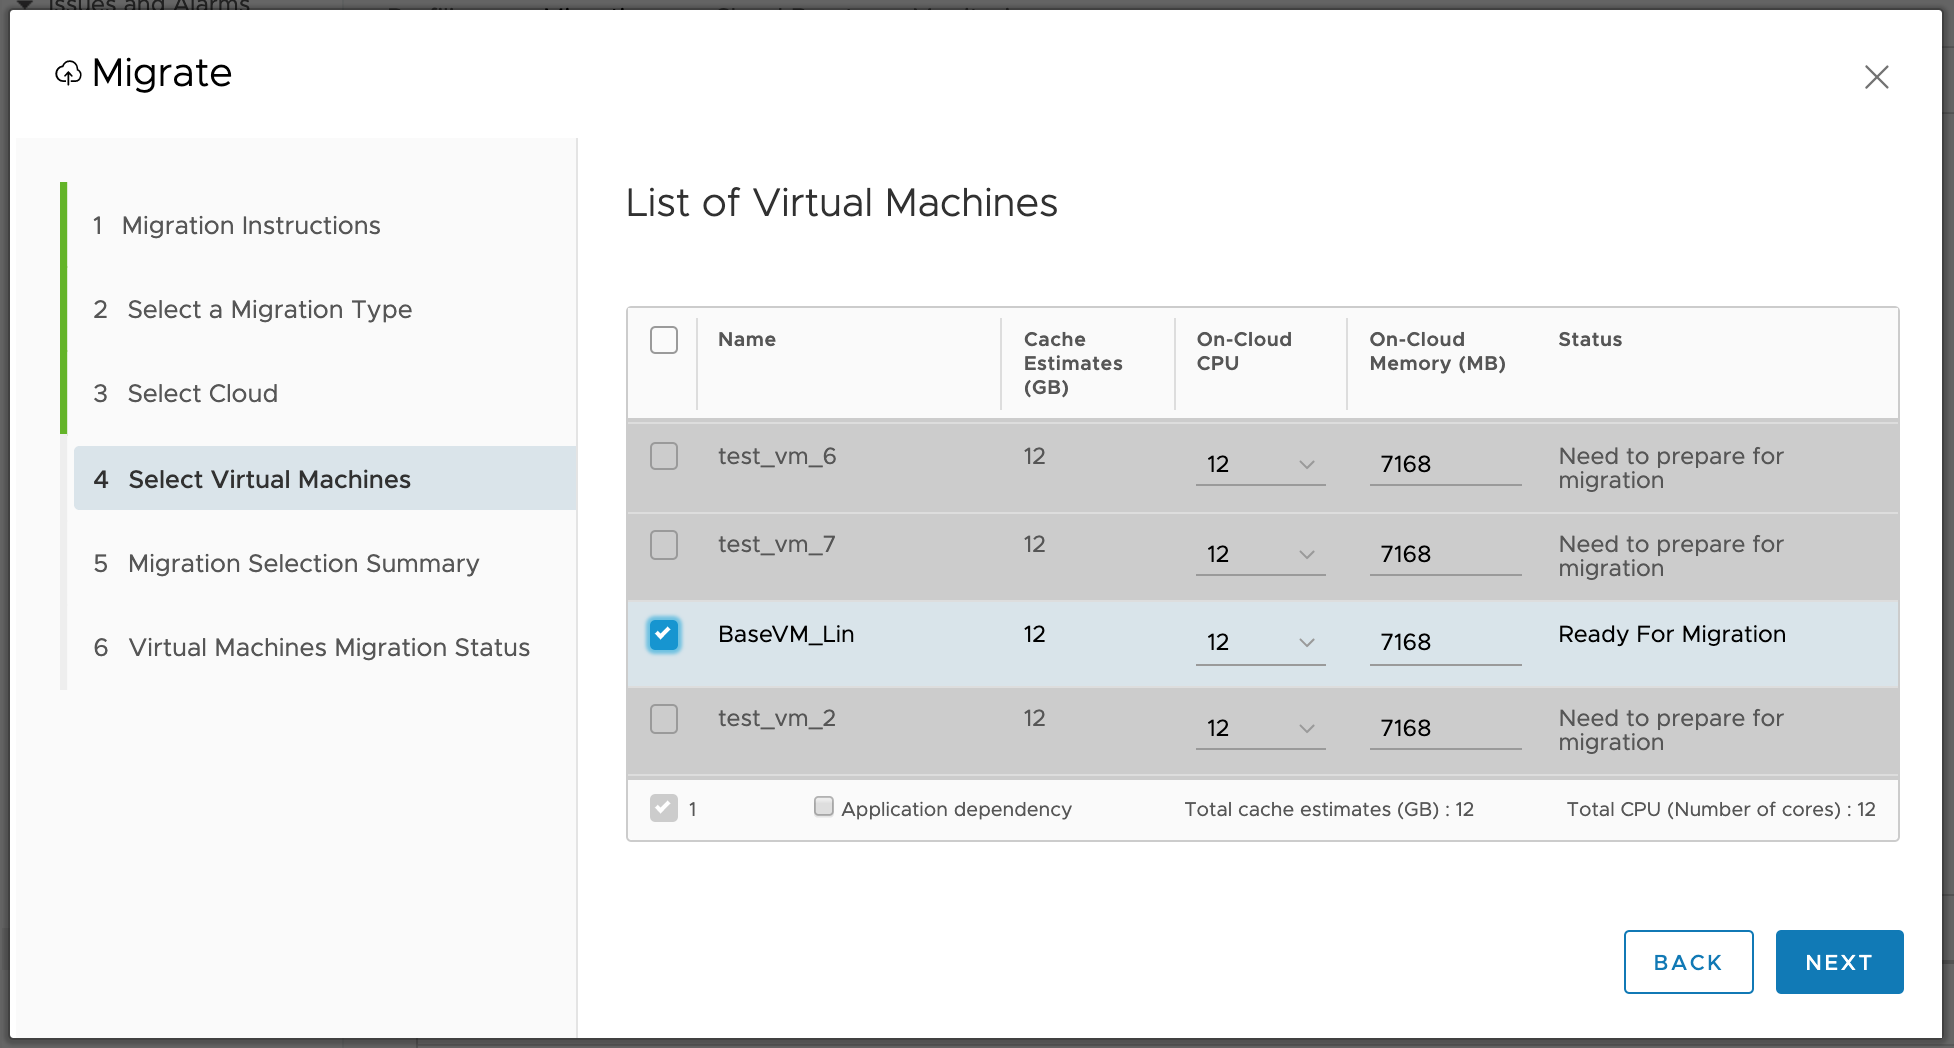 Issues and Alarms
Migrate
1 Migration Instructions
2 Select a Migration Type
3 Select Cloud
4 Select Virtual Machines
5 Migration Selection Summary
6 Virtual Machines Migration Status
List of Virtual Machines
Name
Cache
Estimates
(GB)
On-Cloud
CPU
On-Cloud
Memory (MB)
Status
test_vm_6 12 12 7168 Need to prepare for
migration
test_vm_7 12 12 7168 Need to prepare for
migration
BaseVM_Lin 12 12 7168 Ready For Migration
test_vm_2 12 12 7168 Need to prepare for
migration
1 Application dependency Total cache estimates (GB) : 12 Total CPU (Number of cores) : 12
BACK NEXT